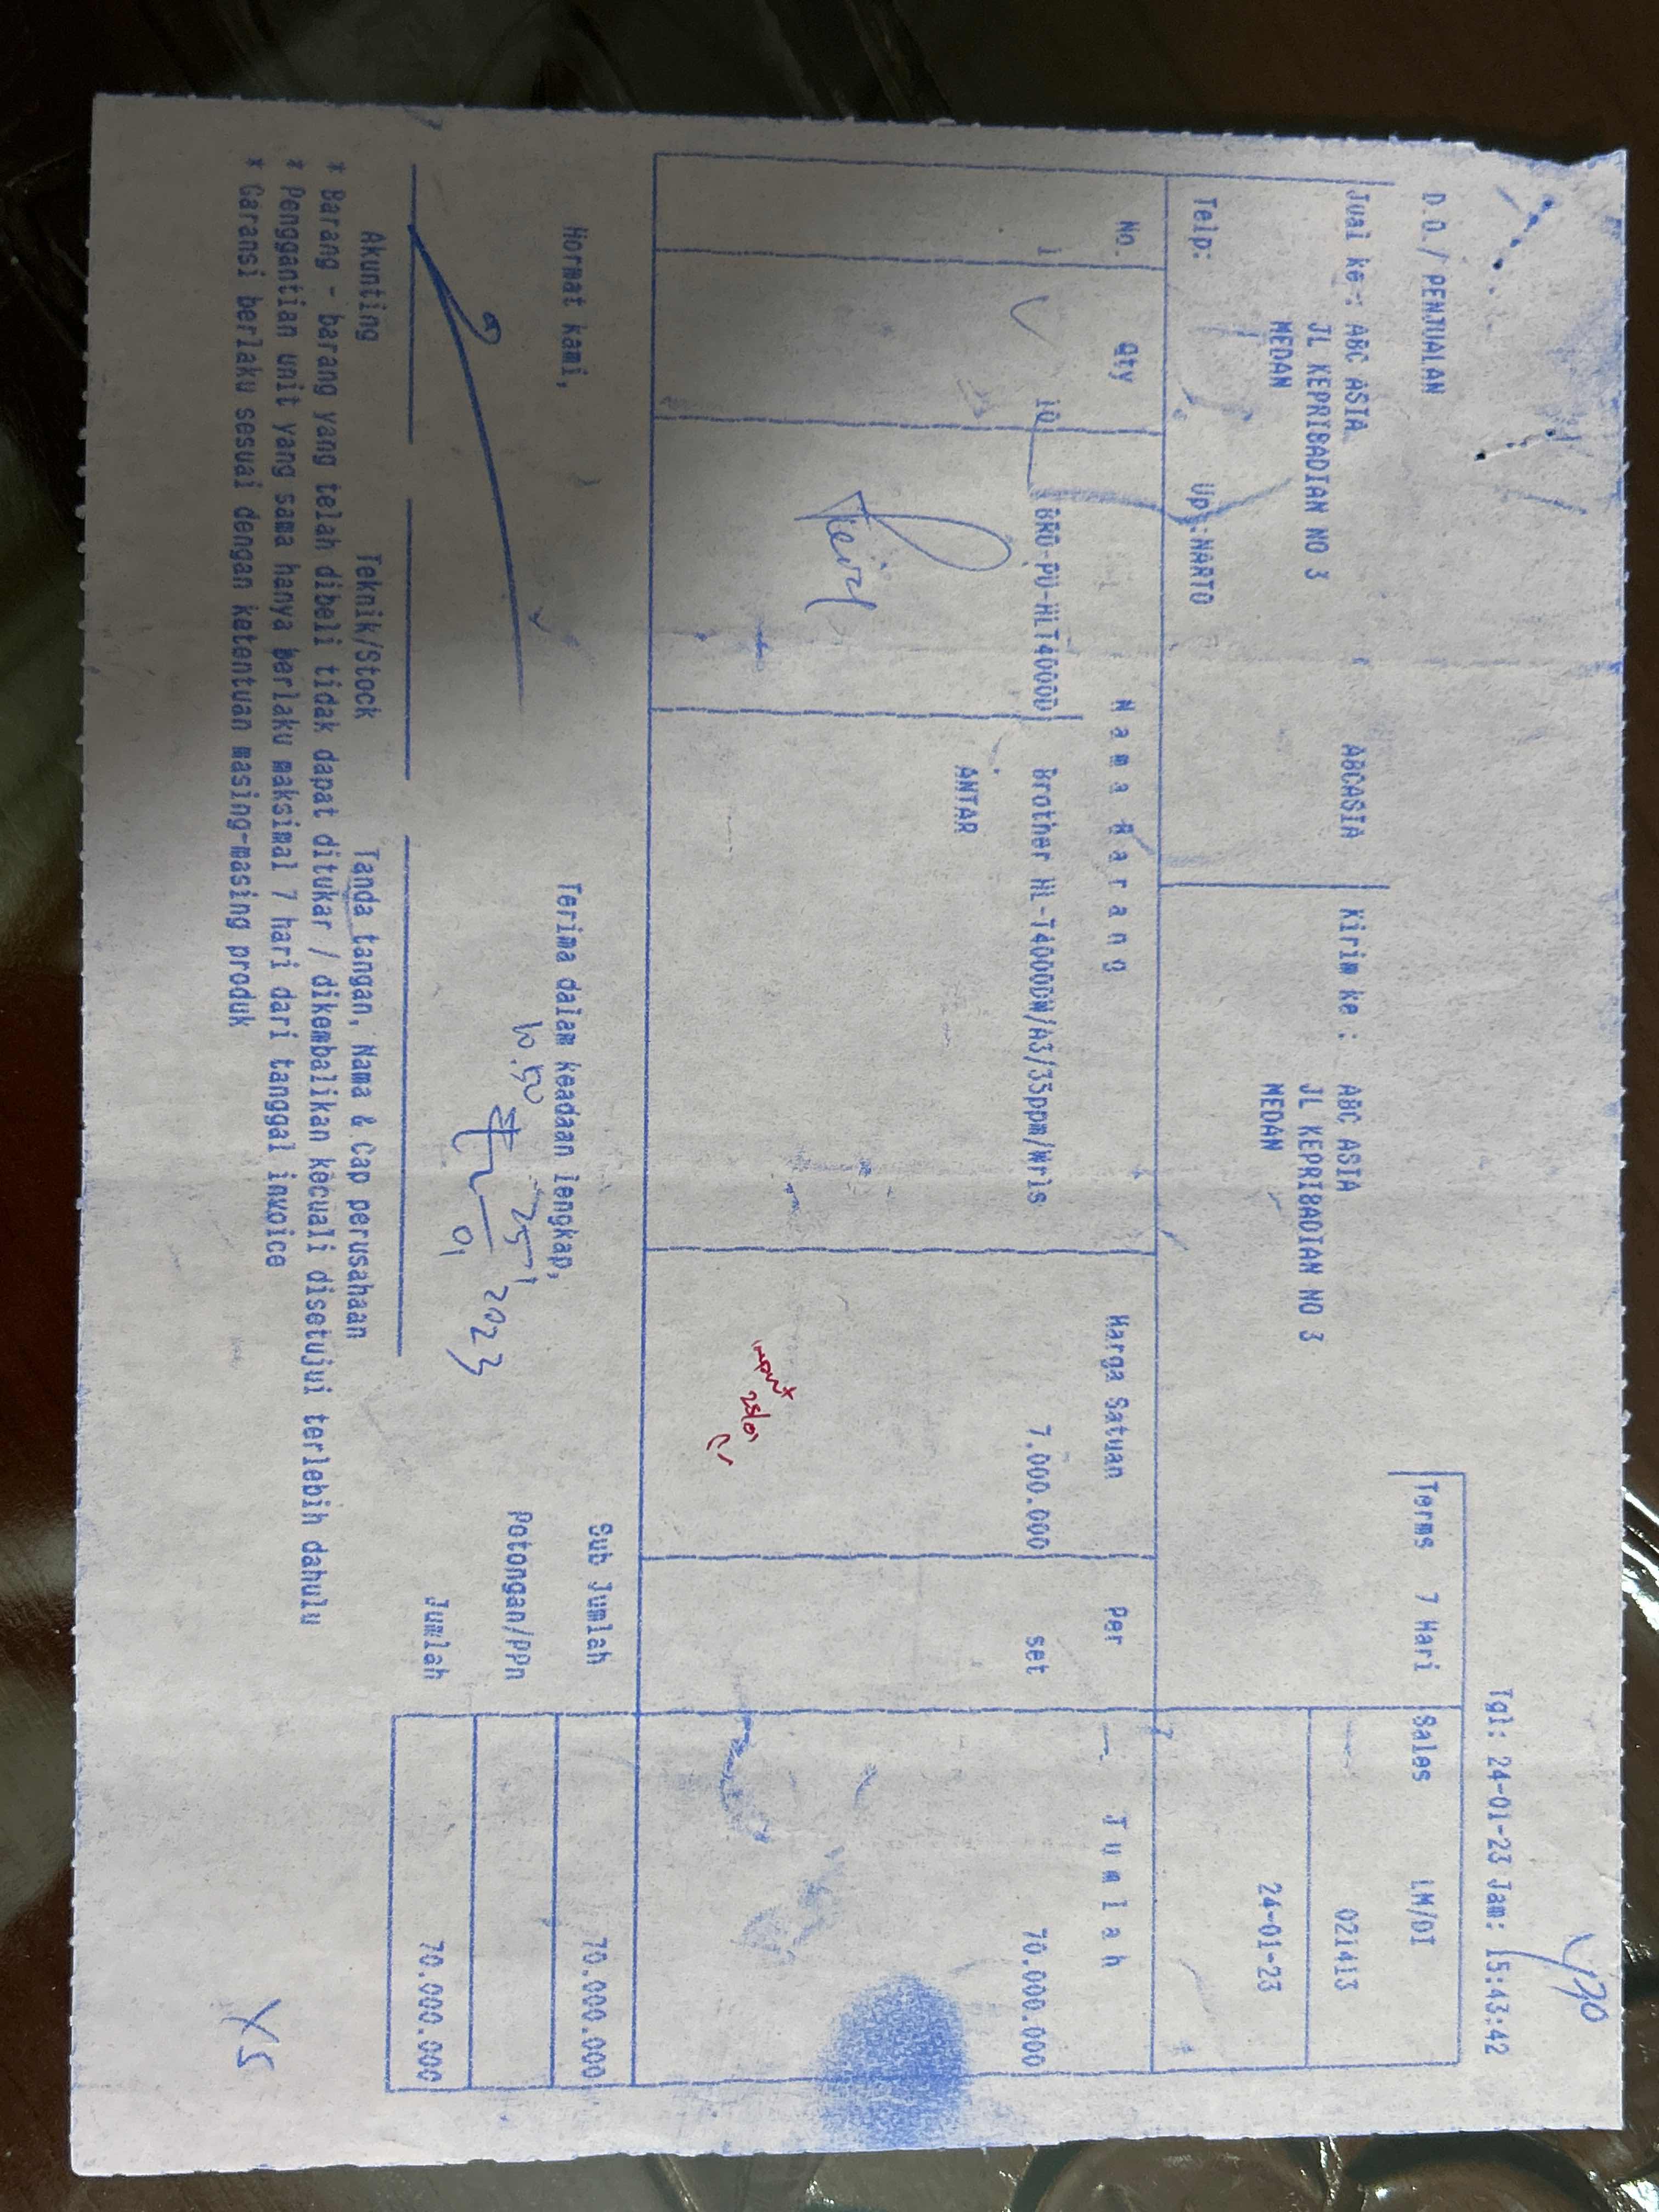 Tgl: 24-01-23 Jam: 15:43:42
D.O./ PENJUALAN
Terms 7 Hari Sales LM/DI
Jual ke : ABC ASIA ABCASIA Kirim ke : ABC ASIA 021413
JL KEPRIBADIAN NO 3 JL KEPRIBADIAN NO 3
MEDAN MEDAN 24-01-23
Telp: Up.:NARTO
No. Qty Nama Barang Harga Satuan Per Jumlah
1 10 BRO-PU-HLT4000D Brother HL-T4000DW/A3/35ppm/Wrls 7.000.000 set 70.000.000
ANTAR
input
25/01
Hormat kami, Terima dalam keadaan lengkap, Sub Jumlah 70.000.000
10.50 25 01 2023
Potongan/PPn
Jumlah 70.000.000
Akunting Teknik/Stock Tanda tangan, Nama & Cap perusahaan
* Barang - barang yang telah dibeli tidak dapat ditukar / dikembalikan kecuali disetujui terlebih dahulu
* Penggantian unit yang sama hanya berlaku maksimal 7 hari dari tanggal invoice
* Garansi berlaku sesuai dengan ketentuan masing-masing produk